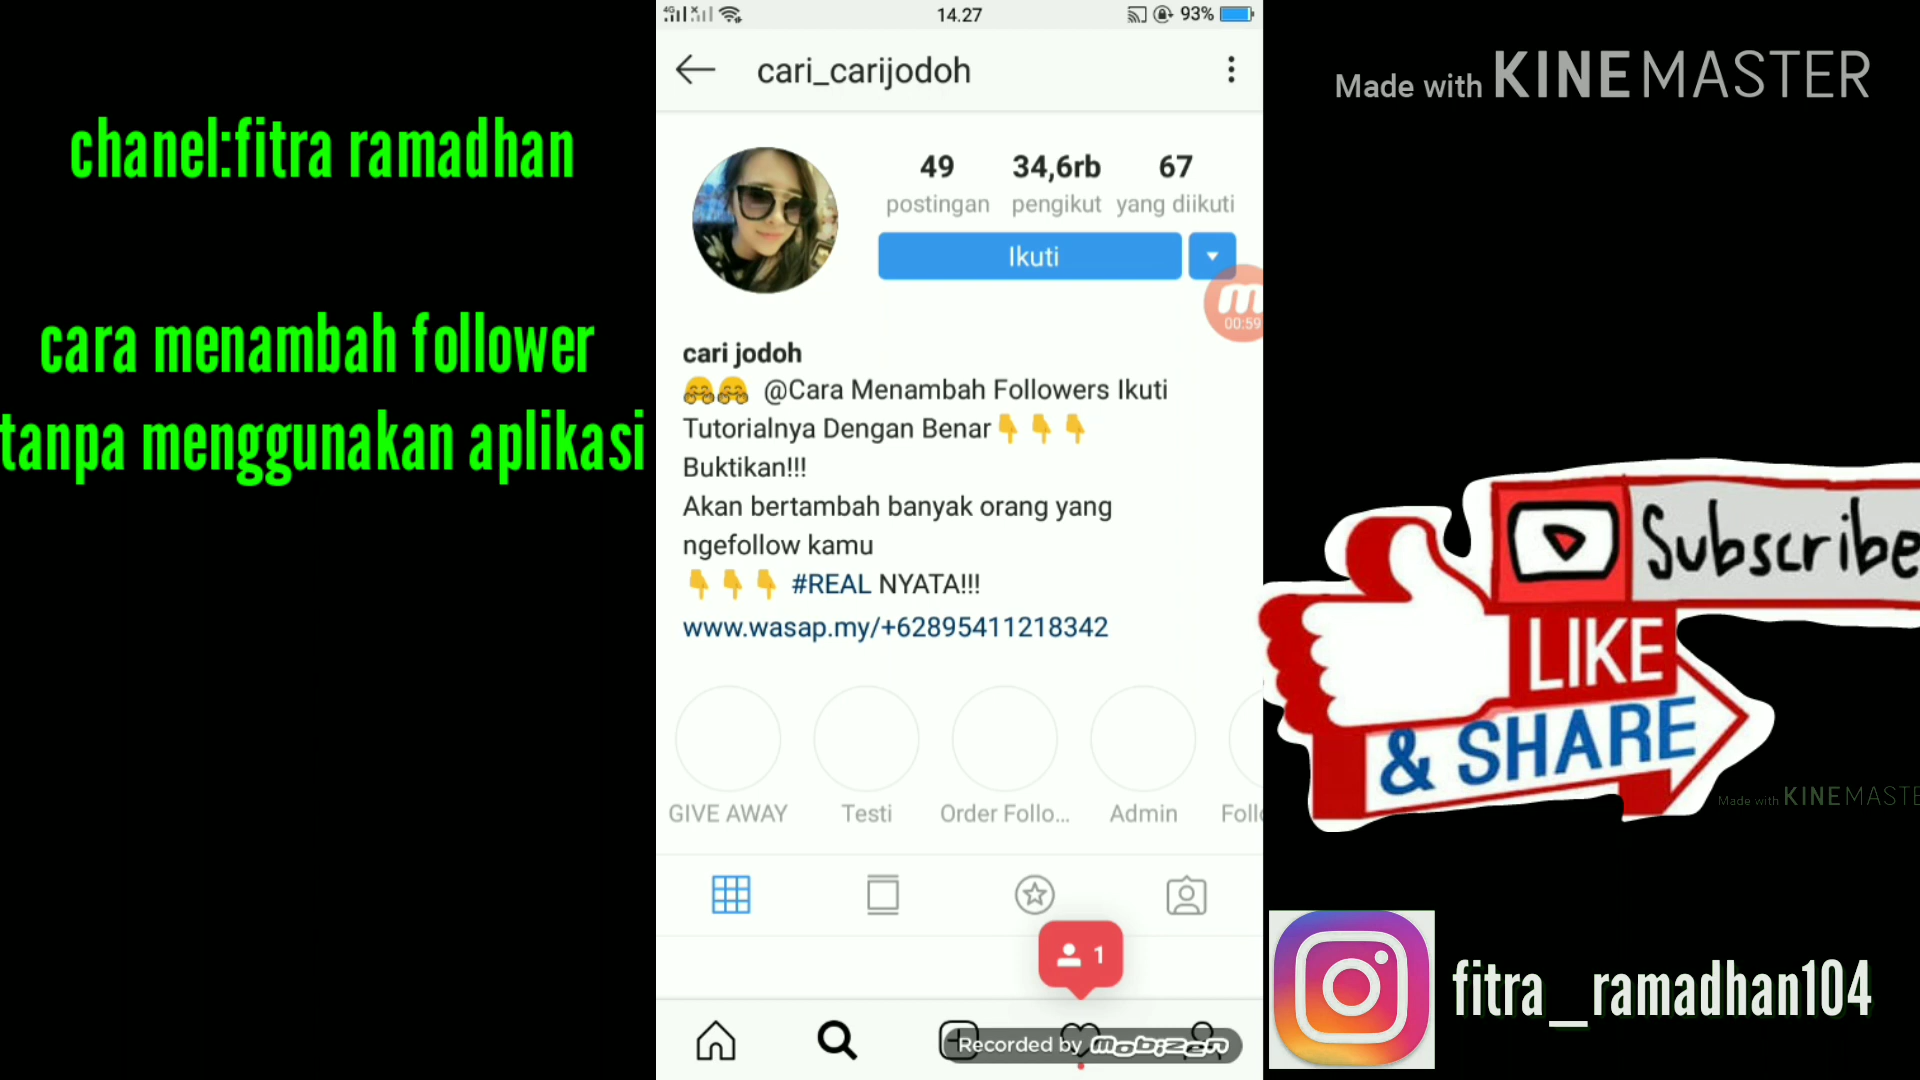 4G
14.27
93%
cari_carijodoh
Made with KINEMASTER
chanel:fitra ramadhan
cara menambah follower
tanpa menggunakan aplikasi
49
34,6rb
67
postingan
pengikut
yang diikuti
Ikuti
00:59
cari jodoh
@Cara Menambah Followers Ikuti
Tutorialnya Dengan Benar
Buktikan!!!
Akan bertambah banyak orang yang
ngefollow kamu
#REAL NYATA!!!
www.wasap.my/+62895411218342
GIVE AWAY
Testi
Order Follo...
Admin
Foll
Subscribe
LIKE
& SHARE
Made with KINEMASTE
1
Recorded by mobizen
fitra_ramadhan104